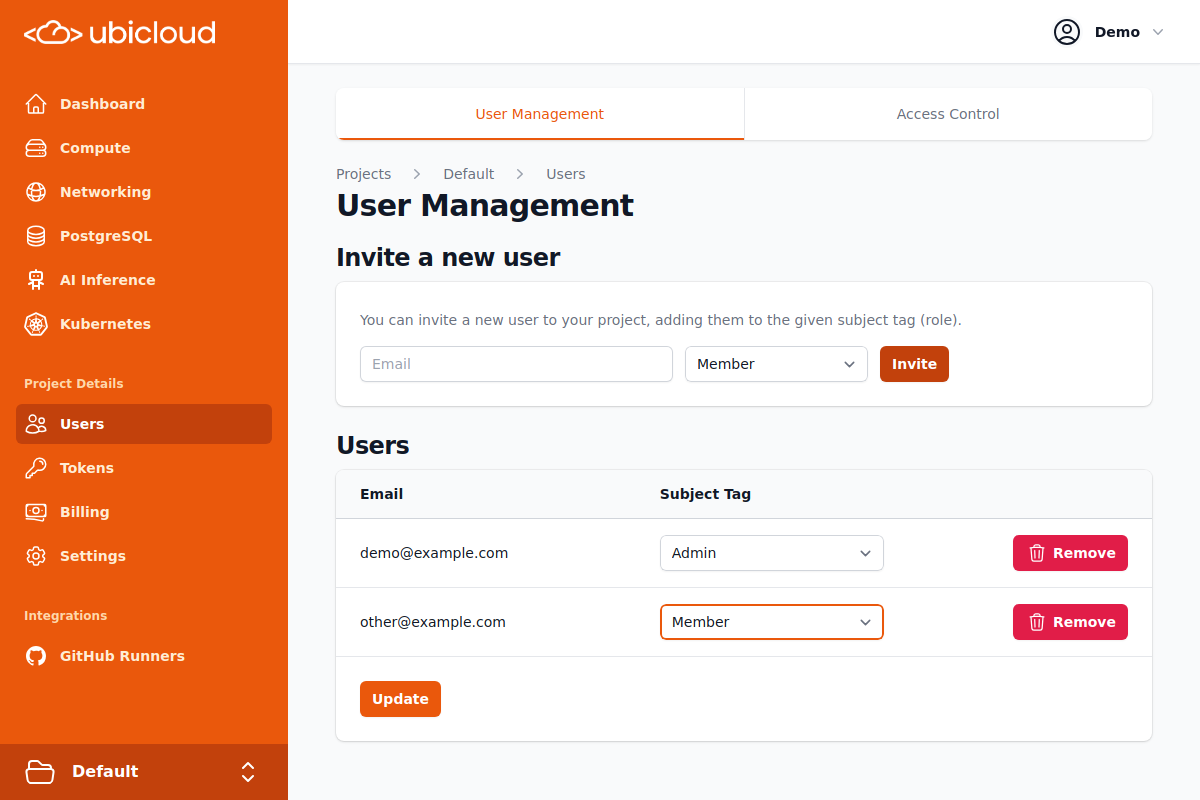 ubicloud
Demo
Dashboard
Compute
Networking
PostgreSQL
AI Inference
Kubernetes
Project Details
Users
Tokens
Billing
Settings
Integrations
GitHub Runners
Default
User Management
Access Control
Projects Default Users
User Management
Invite a new user
You can invite a new user to your project, adding them to the given subject tag (role).
Email Member Invite
Users
Email Subject Tag
demo@example.com Admin Remove
other@example.com Member Remove
Update